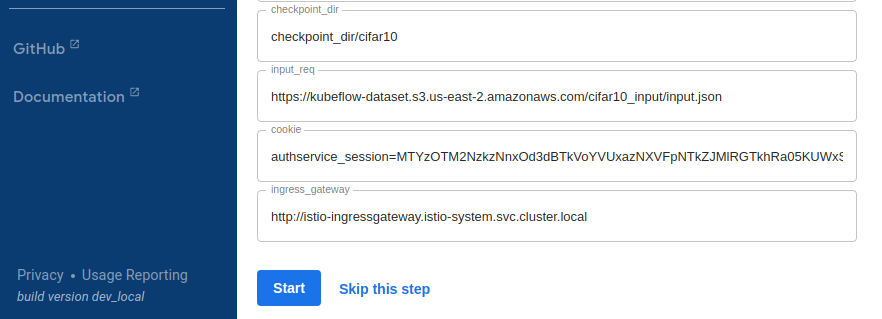 GitHub
Documentation
Privacy • Usage Reporting
build version dev_local
checkpoint_dir
checkpoint_dir/cifar10
input_req
https://kubeflow-dataset.s3.us-east-2.amazonaws.com/cifar10_input/input.json
cookie
authservice_session=MTYzOTM2NzkzNnxOd3dBTkVoYVUxazNXVFpNTkZJMlRGTkhRa05KUWxS
ingress_gateway
http://istio-ingressgateway.istio-system.svc.cluster.local
Start
Skip this step